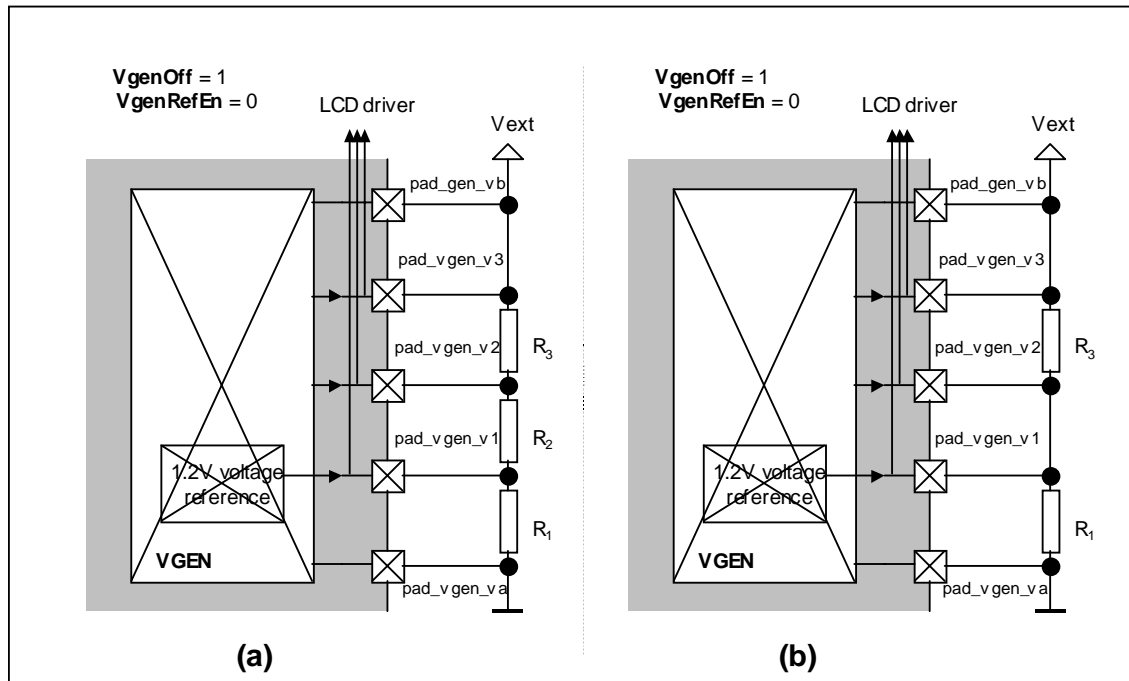 VgenOff = 1
VgenRefEn = 0
LCD driver
Vext
pad_gen_vb
pad_vgen_v3
pad_vgen_v2
R3
pad_vgen_v1
R2
1.2V voltage
reference
R1
VGEN
pad_vgen_va
(a)
VgenOff = 1
VgenRefEn = 0
LCD driver
Vext
pad_gen_vb
pad_vgen_v3
pad_vgen_v2
R3
pad_vgen_v1
1.2V voltage
reference
R1
VGEN
pad_vgen_va
(b)